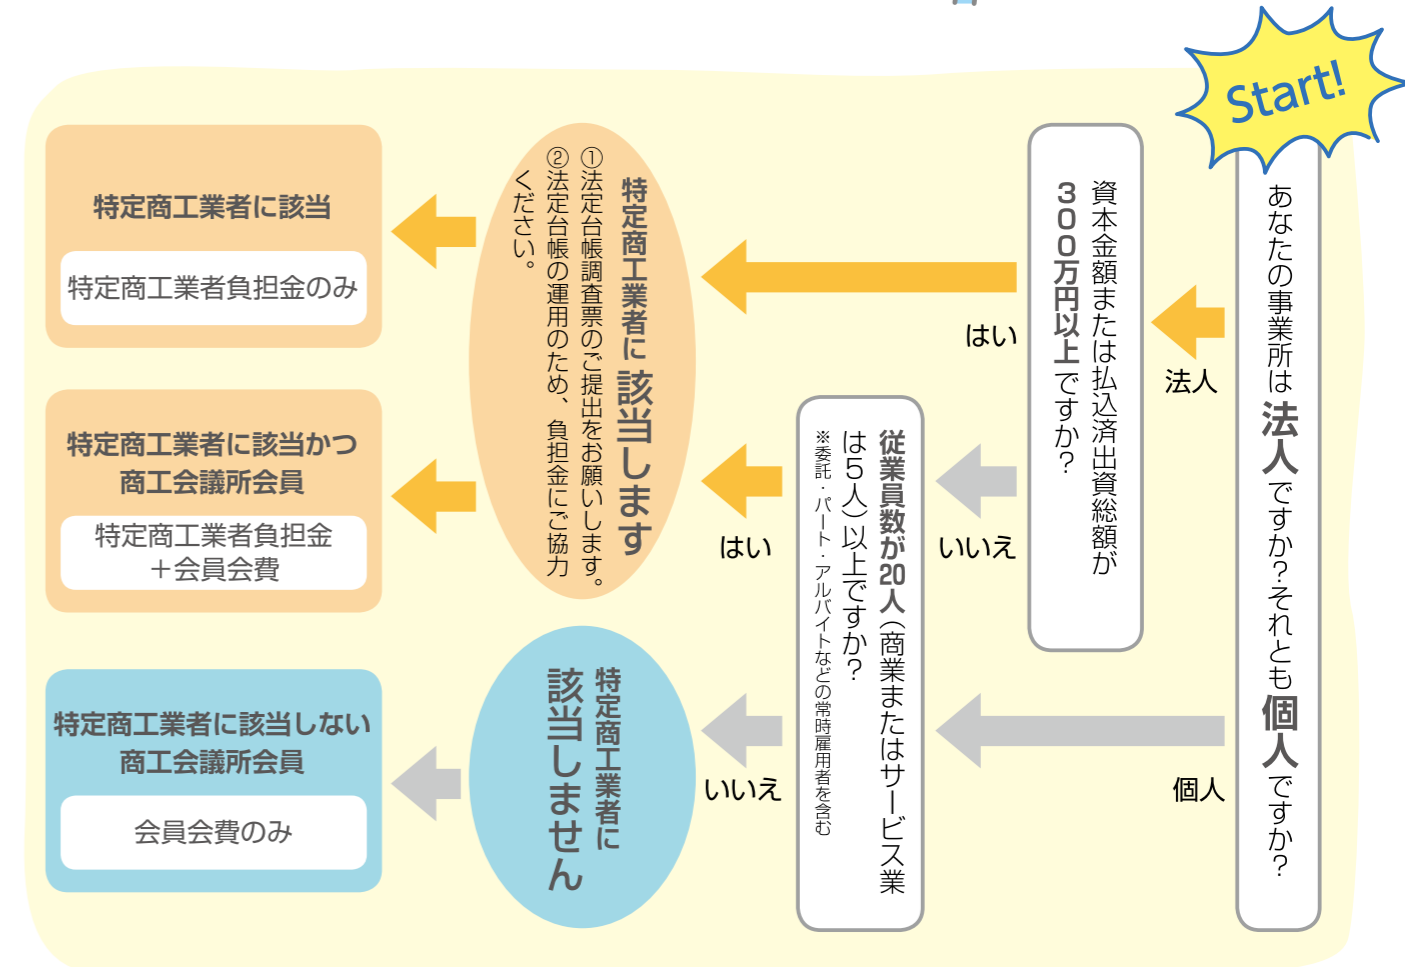 Start!
あなたの事業所は法人ですか？それとも個人ですか？
法人
個人
資本金額または払込済出資総額が
３００万円以上ですか？
はい
いいえ
従業員数が20人（商業またはサービス業
は５人）以上ですか？
※委託・パート・アルバイトなどの常時雇用者を含む
はい
いいえ
特定商工業者に該当します
①法定台帳調査票のご提出をお願いします。
②法定台帳の運用のため、負担金にご協力
ください。
特定商工業者に
該当しません
特定商工業者に該当
特定商工業者負担金のみ
特定商工業者に該当かつ
商工会議所会員
特定商工業者負担金
＋会員会費
特定商工業者に該当しない
商工会議所会員
会員会費のみ